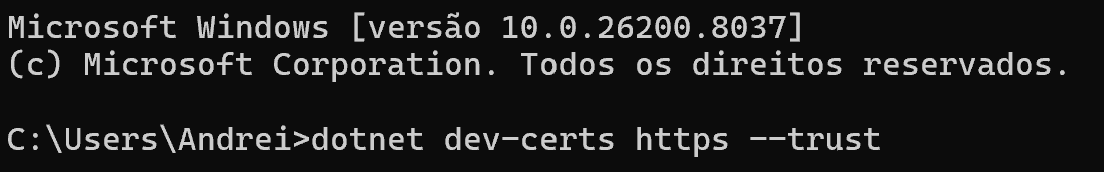 Microsoft Windows [versão 10.0.26200.8037]
(c) Microsoft Corporation. Todos os direitos reservados.
C:\Users\Andrei>dotnet dev-certs https --trust